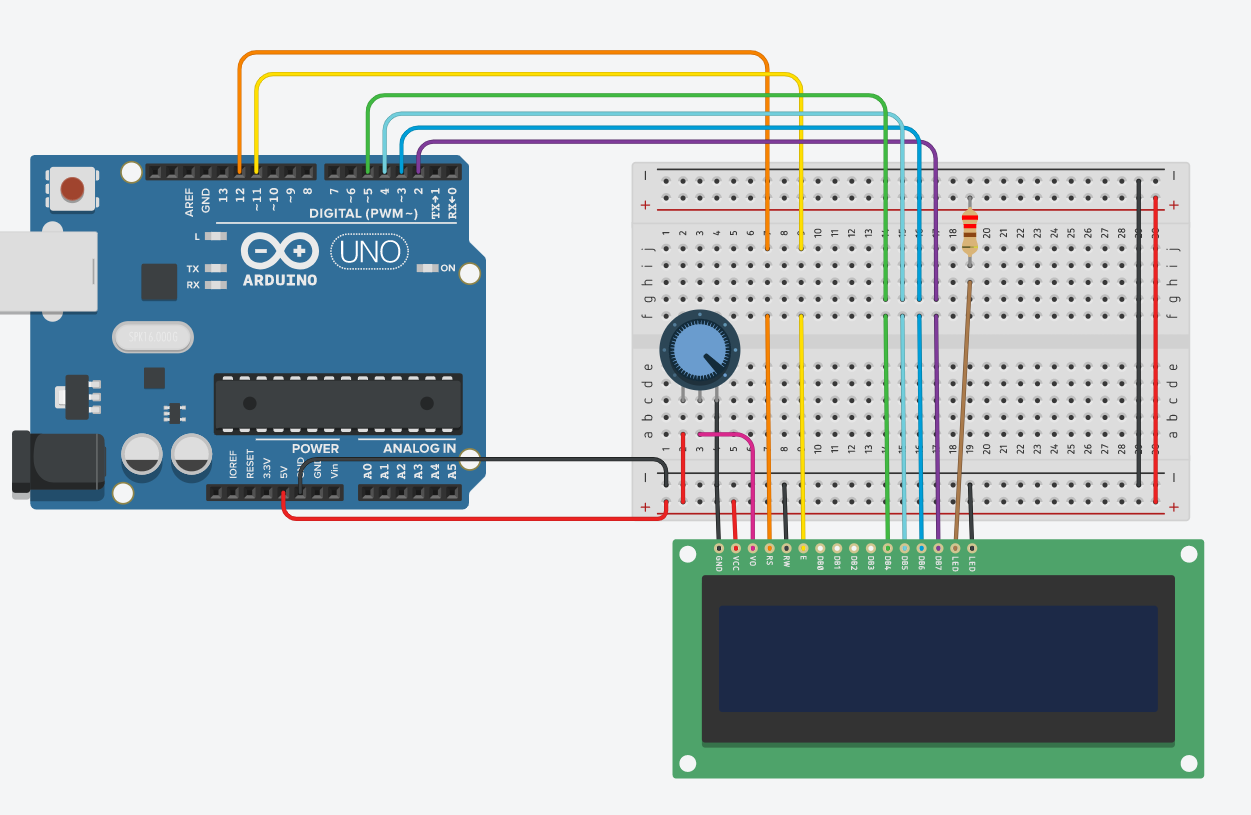 AREF
GND
13
12
~11
~10
~9
8
7
~6
~5
4
~3
2
TX→1
RX←0
DIGITAL (PWM~)
L
TX
RX
ARDUINO
UNO
ON
SPK16.000G
POWER
ANALOG IN
IOREF
RESET
3.3V
5V
GND
GND
Vin
A0
A1
A2
A3
A4
A5
− −
+ +
1 2 3 4 5 6 7 8 9 10 11 12 13 14 15 16 17 18 19 20 21 22 23 24 25 26 27 28 29 30
j j
i i
h h
g g
f f
e e
d d
c c
b b
a a
1 2 3 4 5 6 7 8 9 10 11 12 13 14 15 16 17 18 19 20 21 22 23 24 25 26 27 28 29 30
− −
+ +
GND
VCC
VO
RS
RW
E
DB0
DB1
DB2
DB3
DB4
DB5
DB6
DB7
LED
LED